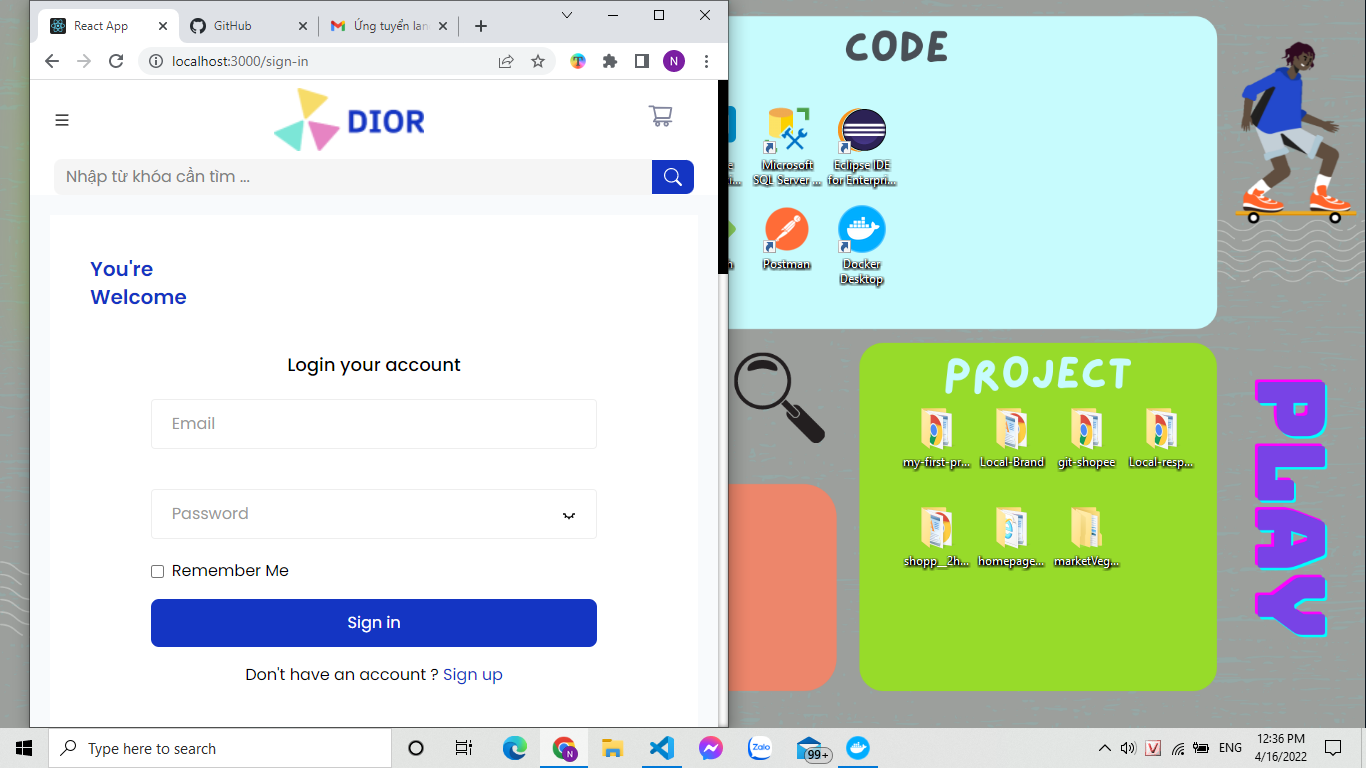 React App
GitHub
Ứng tuyển lan
localhost:3000/sign-in
N
DIOR
Nhập từ khóa cần tìm ...
You're
Welcome
Login your account
Email
Password
Remember Me
Sign in
Don't have an account ? Sign up
CODE
Microsoft
SQL Server ...
Eclipse IDE
for Enterpri...
Postman
Docker
Desktop
PROJECT
my-first-pr...
Local-Brand
git-shopee
Local-resp...
shopp__2h...
homepage...
marketVeg...
PLAY
Type here to search
N
Zalo
99+
V
ENG
12:36 PM
4/16/2022